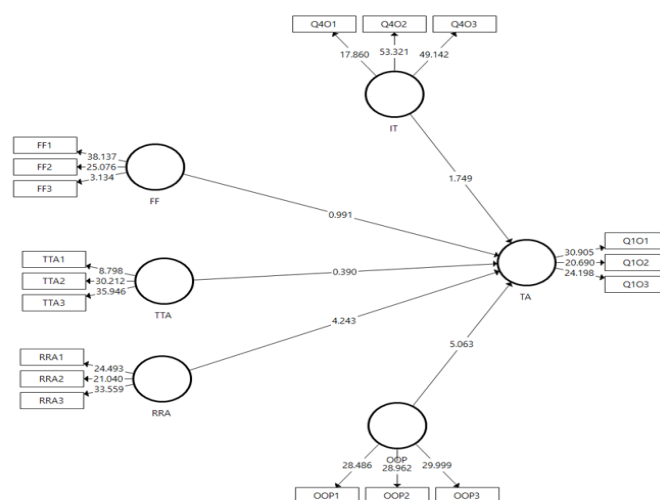 Q4O1 Q4O2 Q4O3
17.860 53.321 49.142
IT
FF1
FF2
FF3
38.137
25.076
3.134
FF
1.749
0.991
TTA1
TTA2
TTA3
8.798
30.212
35.946
TTA
0.390
Q1O1
Q1O2
Q1O3
30.905
20.690
24.198
TA
4.243
RRA1
RRA2
RRA3
24.493
21.040
33.559
RRA
5.063
OOP
28.486 28.962 29.999
OOP1 OOP2 OOP3